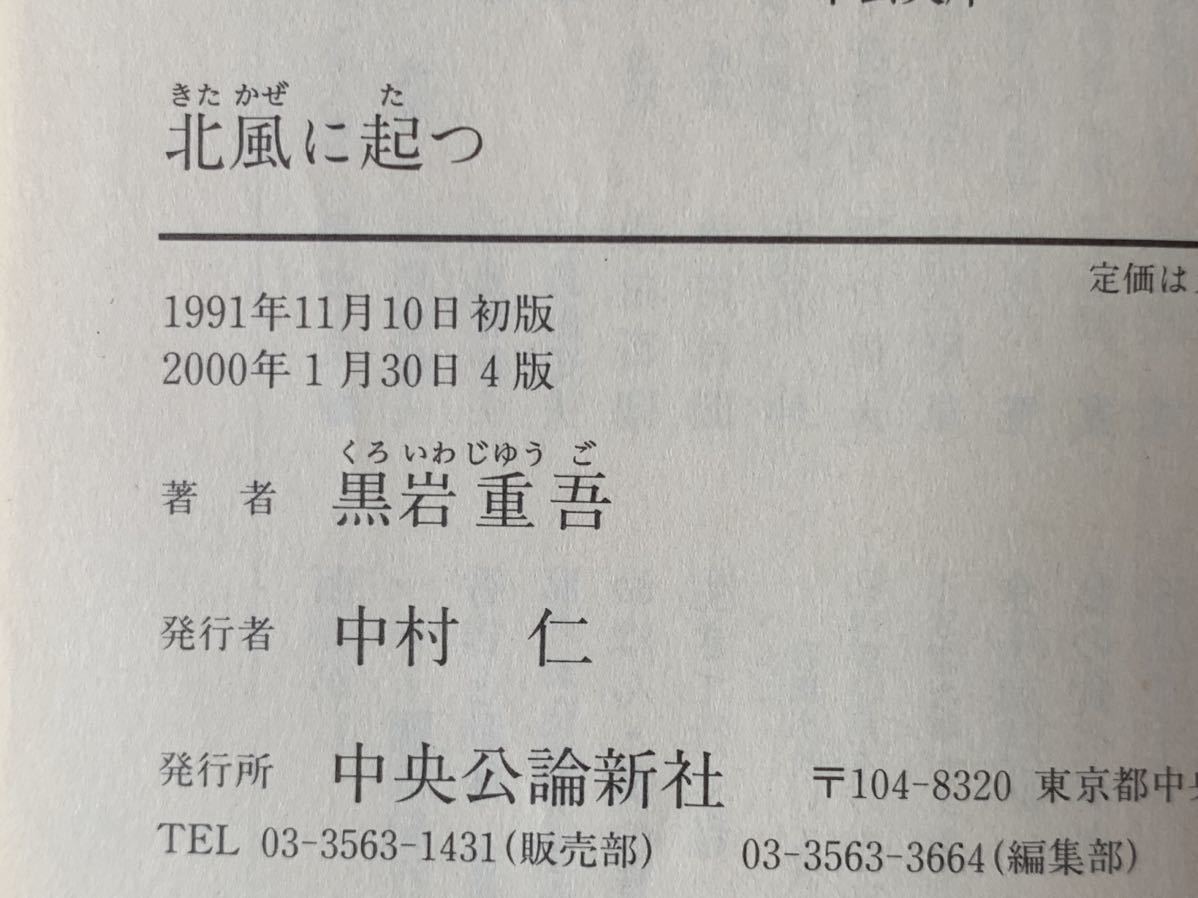 きた かぜ た
北風に起つ
定価は
1991年11月10日初版
2000年1月30日4版
くろ いわ じゆう ご
著者 黒岩重吾
発行者 中村 仁
発行所 中央公論新社 〒104-8320 東京都中央
TEL 03-3563-1431(販売部) 03-3563-3664(編集部)